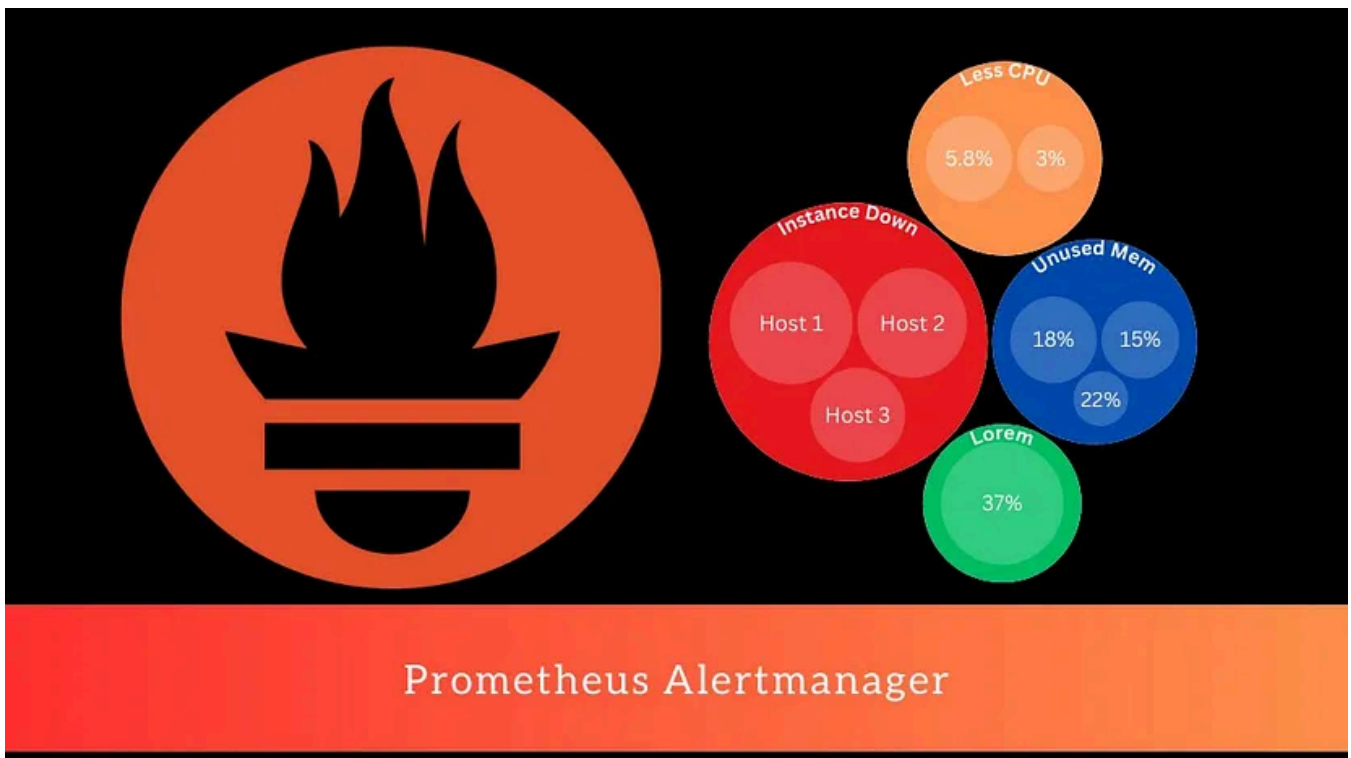 Less CPU
5.8% 3%
Instance Down
Host 1 Host 2
Host 3
Unused Mem
18% 15%
22%
Lorem
37%
Prometheus Alertmanager